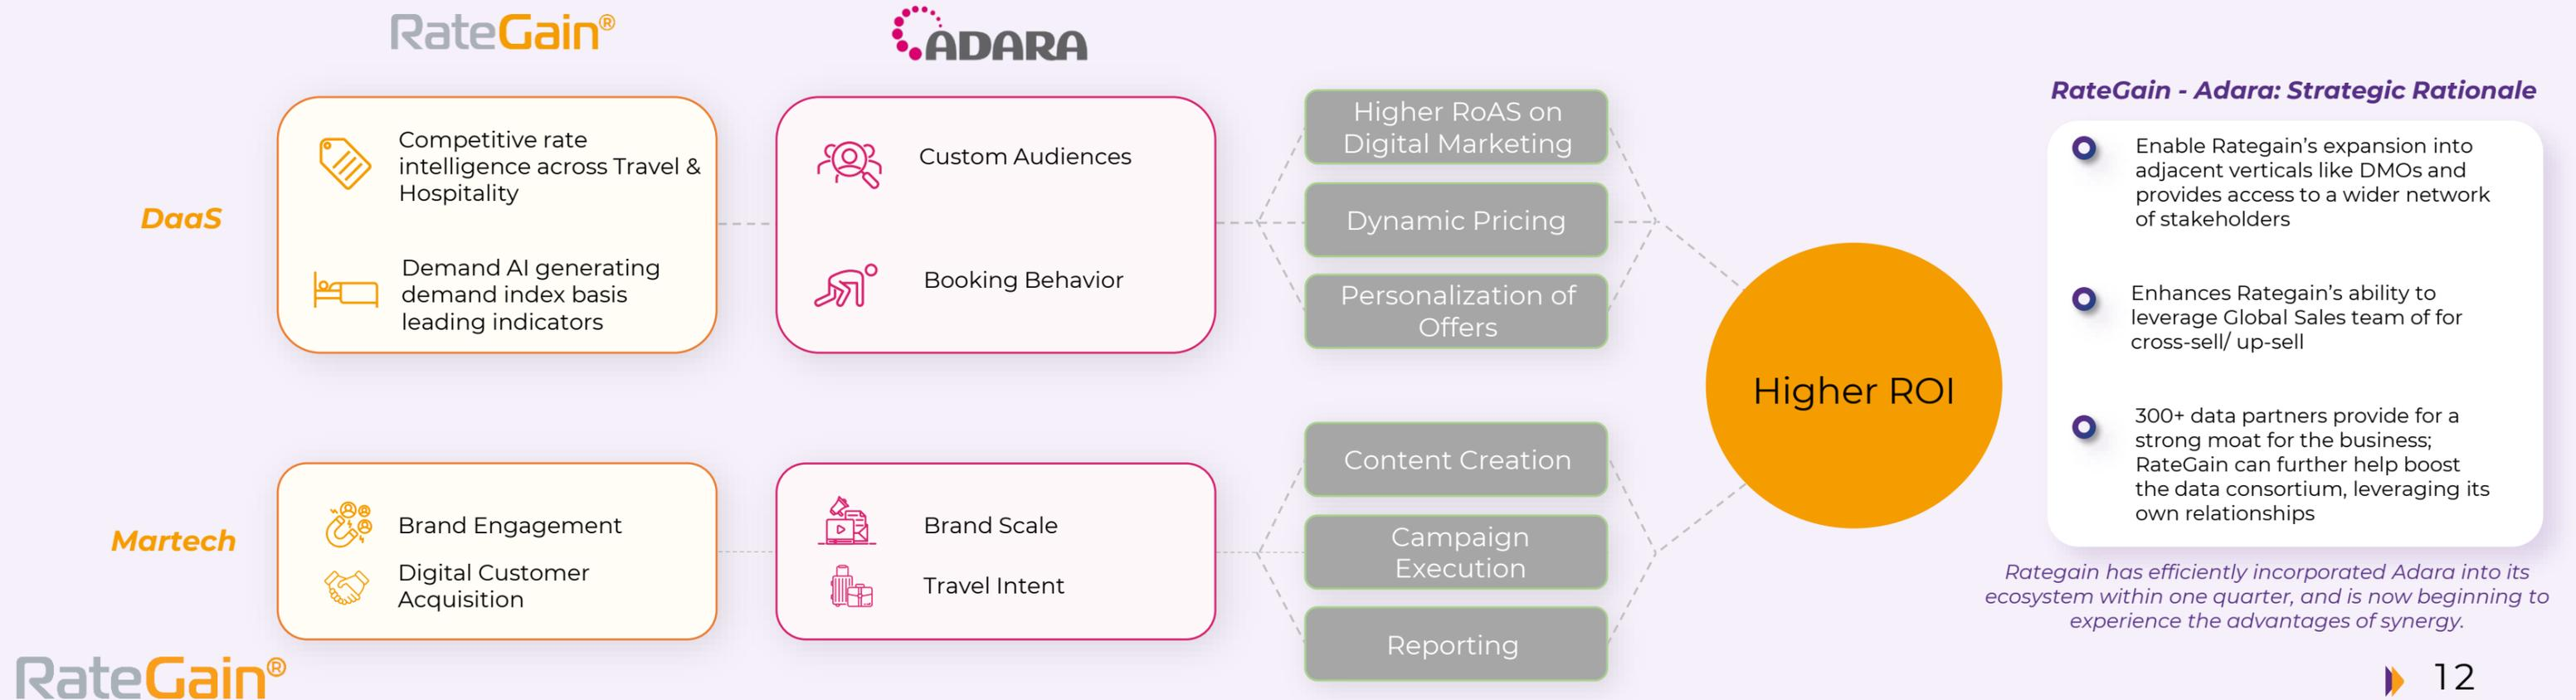 RateGain®
ADARA
DaaS
Competitive rate
intelligence across Travel &
Hospitality
Demand AI generating
demand index basis
leading indicators
Custom Audiences
Booking Behavior
Higher RoAS on
Digital Marketing
Dynamic Pricing
Personalization of
Offers
Martech
Brand Engagement
Digital Customer
Acquisition
Brand Scale
Travel Intent
Content Creation
Campaign
Execution
Reporting
Higher ROI
RateGain - Adara: Strategic Rationale
Enable Rategain’s expansion into
adjacent verticals like DMOs and
provides access to a wider network
of stakeholders
Enhances Rategain’s ability to
leverage Global Sales team of for
cross-sell/ up-sell
300+ data partners provide for a
strong moat for the business;
RateGain can further help boost
the data consortium, leveraging its
own relationships
Rategain has efficiently incorporated Adara into its
ecosystem within one quarter, and is now beginning to
experience the advantages of synergy.
RateGain®
12